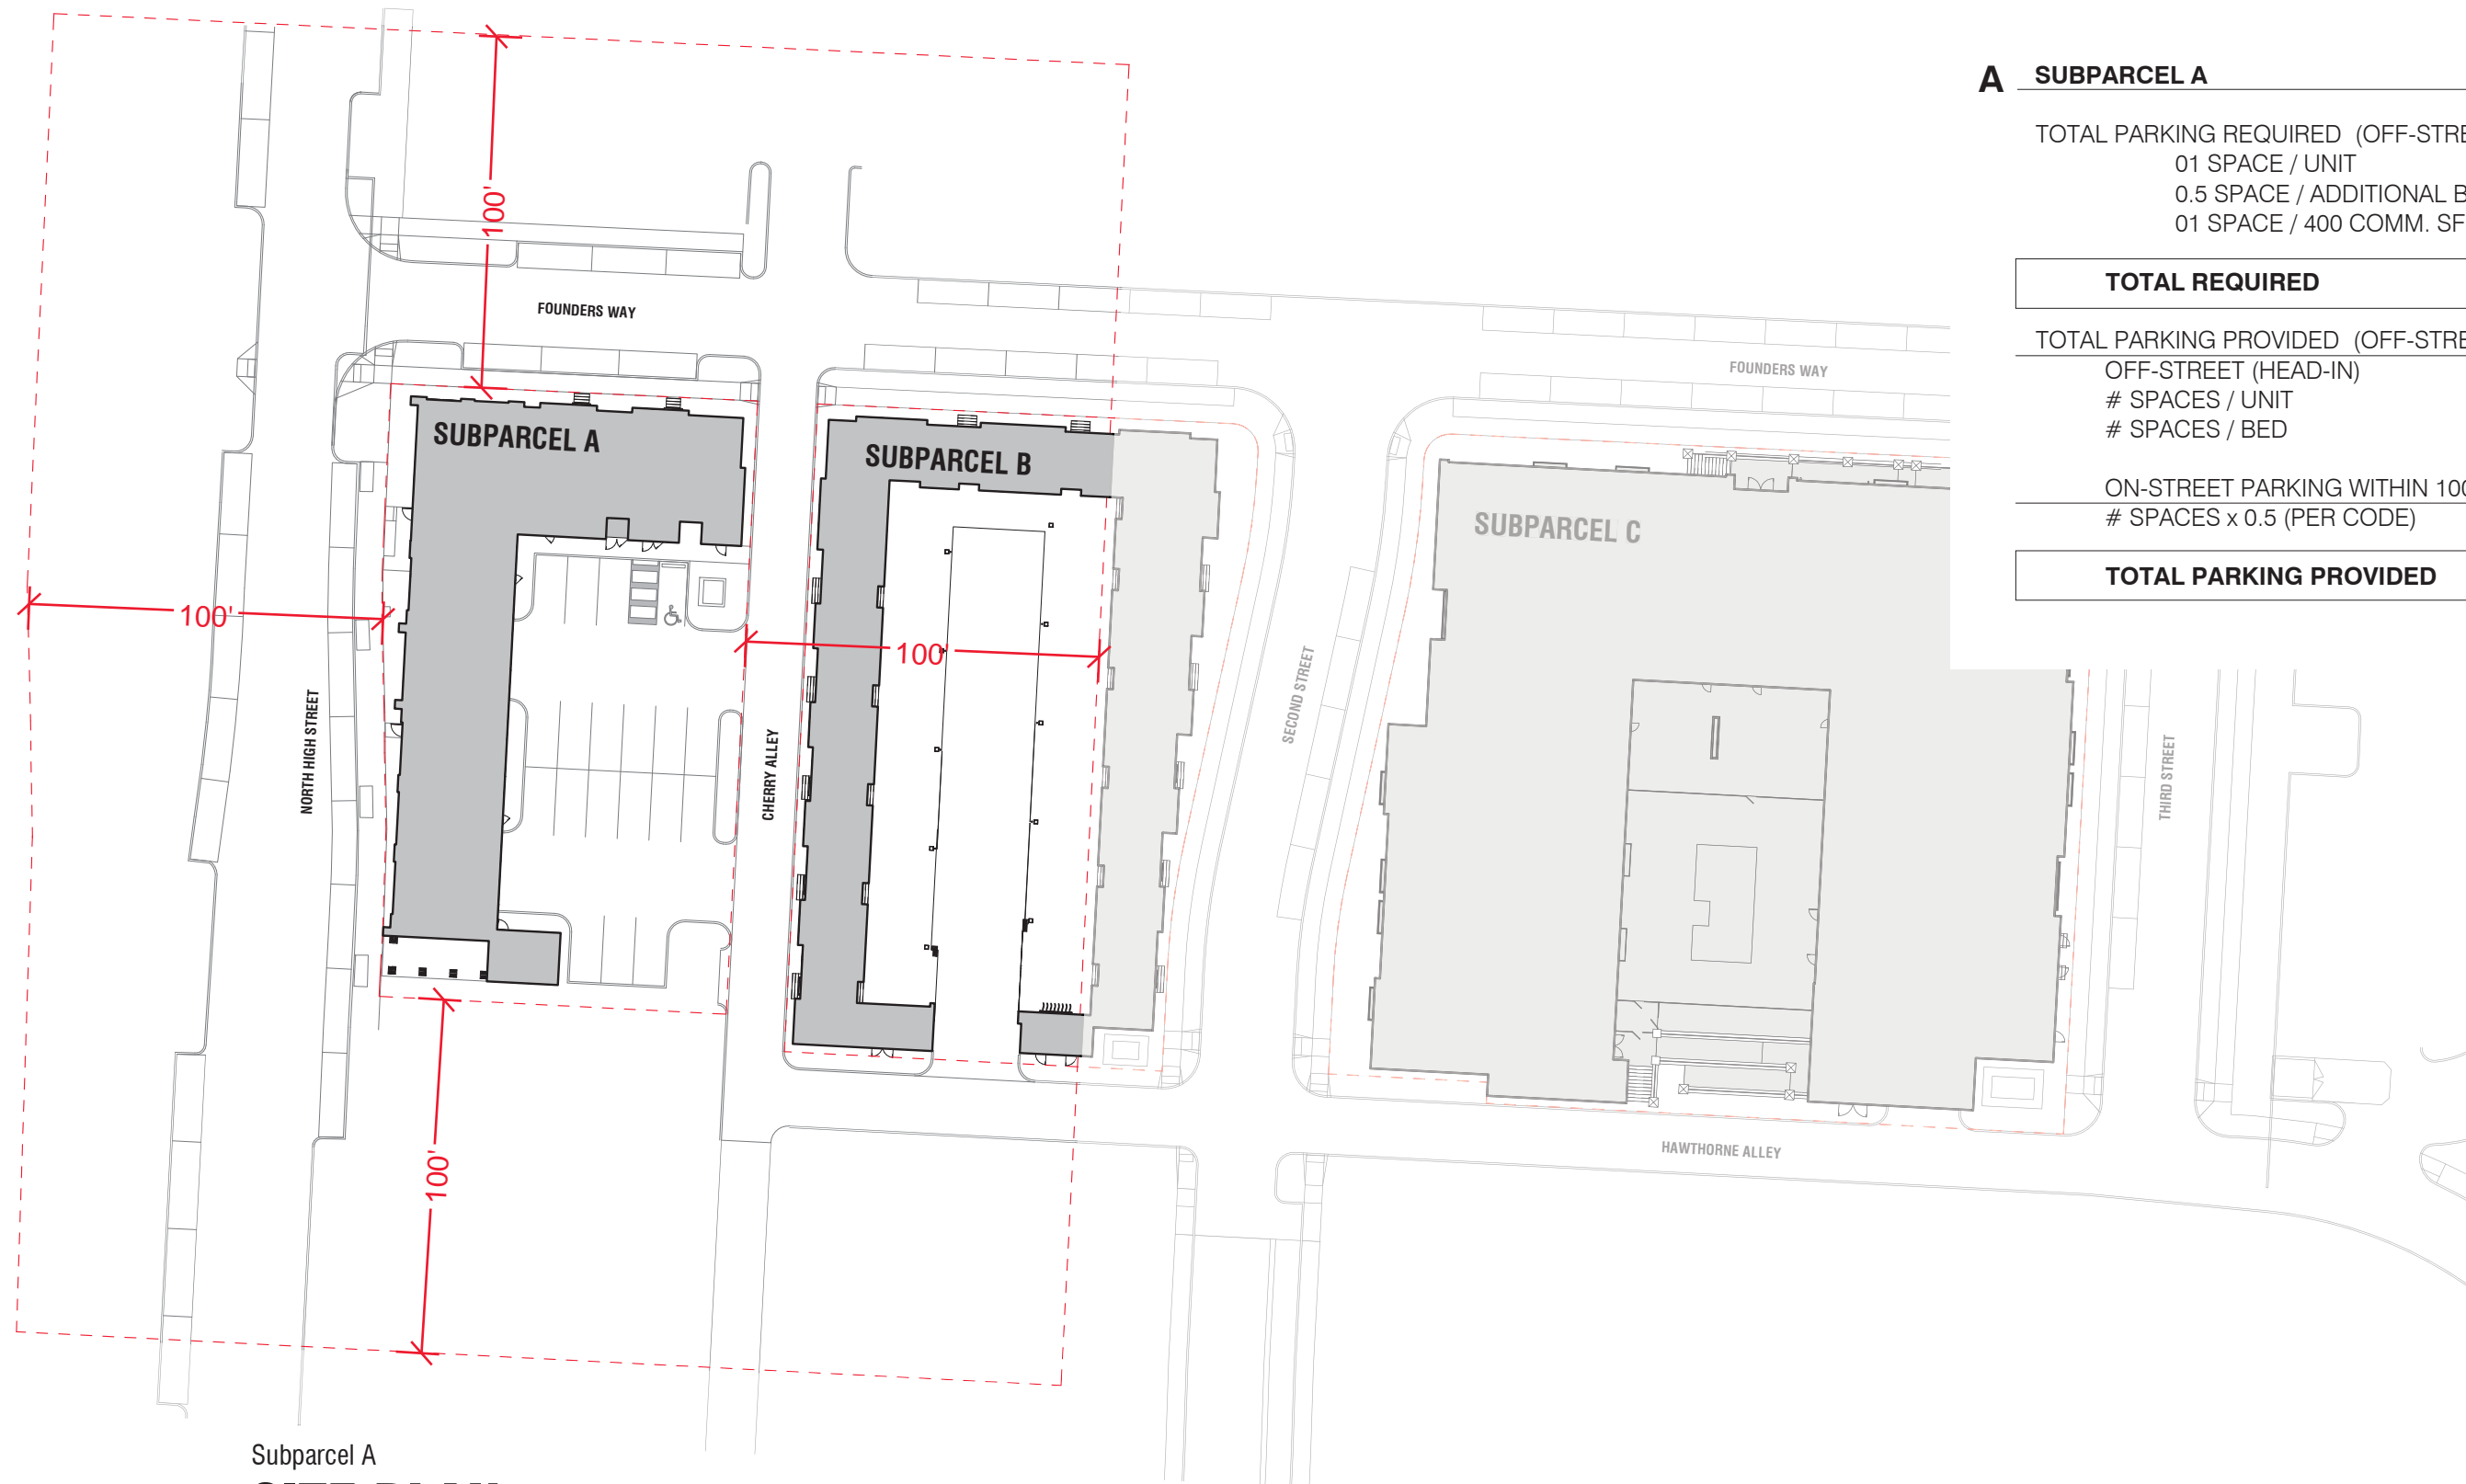 A SUBPARCEL A
TOTAL PARKING REQUIRED (OFF-STRE
01 SPACE / UNIT
0.5 SPACE / ADDITIONAL B
01 SPACE / 400 COMM. SF
TOTAL REQUIRED
TOTAL PARKING PROVIDED (OFF-STRE
OFF-STREET (HEAD-IN)
# SPACES / UNIT
# SPACES / BED
ON-STREET PARKING WITHIN 100
# SPACES x 0.5 (PER CODE)
TOTAL PARKING PROVIDED
100'
FOUNDERS WAY
FOUNDERS WAY
SUBPARCEL A
SUBPARCEL B
SUBPARCEL C
100'
100'
NORTH HIGH STREET
CHERRY ALLEY
SECOND STREET
THIRD STREET
100'
HAWTHORNE ALLEY
Subparcel A